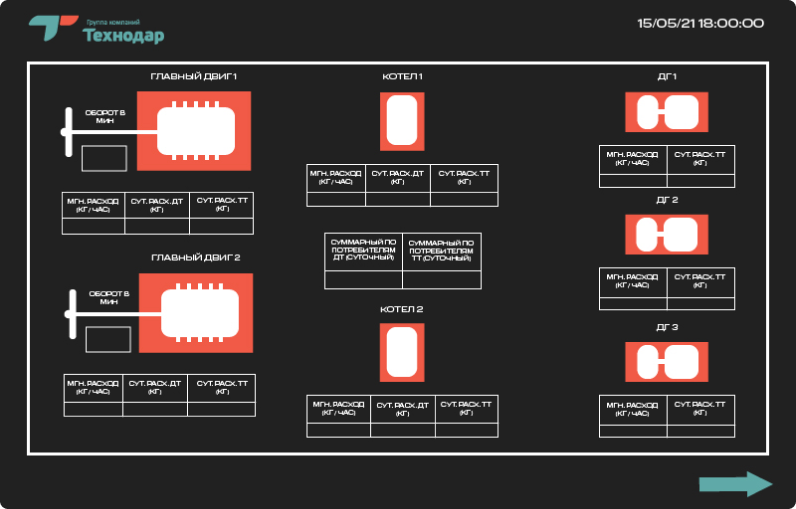 Группа компаний
Технодар
15/05/21 18:00:00
ГЛАВНЫЙ ДВИГ 1
ОБОРОТ В
МИН
МГН. РАСХОД
(КГ/ЧАС)
СУТ. РАСХ. ДТ
(КГ)
СУТ. РАСХ. ТТ
(КГ)
ГЛАВНЫЙ ДВИГ 2
ОБОРОТ В
МИН
МГН. РАСХОД
(КГ/ЧАС)
СУТ. РАСХ. ДТ
(КГ)
СУТ. РАСХ. ТТ
(КГ)
КОТЕЛ 1
МГН. РАСХОД
(КГ/ЧАС)
СУТ. РАСХ. ДТ
(КГ)
СУТ. РАСХ. ТТ
(КГ)
СУММАРНЫЙ ПО
ПОТРЕБИТЕЛЯМ
ДТ (СУТОЧНЫЙ)
СУММАРНЫЙ ПО
ПОТРЕБИТЕЛЯМ
ТТ (СУТОЧНЫЙ)
КОТЕЛ 2
МГН. РАСХОД
(КГ/ЧАС)
СУТ. РАСХ. ДТ
(КГ)
СУТ. РАСХ. ТТ
(КГ)
ДГ 1
МГН. РАСХОД
(КГ/ЧАС)
СУТ. РАСХ. ТТ
(КГ)
ДГ 2
МГН. РАСХОД
(КГ/ЧАС)
СУТ. РАСХ. ТТ
(КГ)
ДГ 3
МГН. РАСХОД
(КГ/ЧАС)
СУТ. РАСХ. ТТ
(КГ)